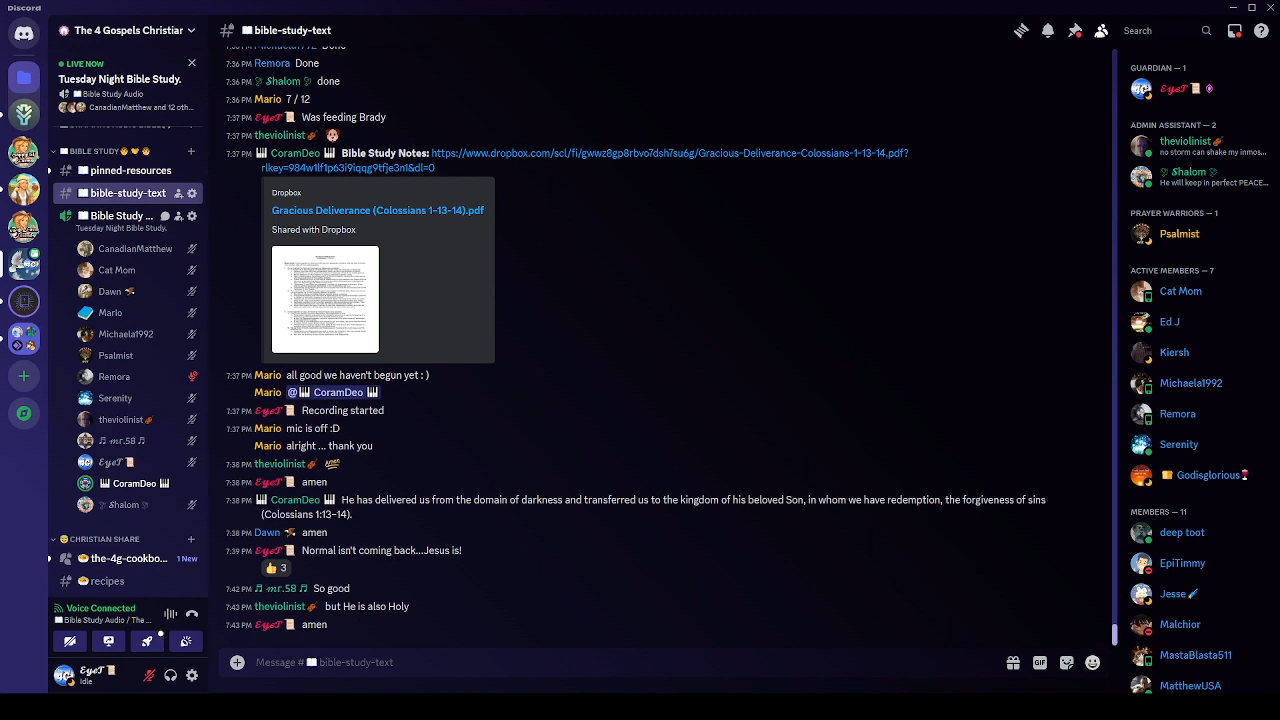 Discord
The 4 Gospels Christiar
LIVE NOW
Tuesday Night Bible Study.
Bible Study Audio
CanadianMatthew and 12 oth...
BIBLE STUDY
pinned-resources
bible-study-text
Bible Study ...
Tuesday Night Bible Study.
CanadianMatthew
Cat Mom
Dawn
Mario
Michaela1992
Psalmist
Remora
Serenity
theviolinist
♬ 𝓂𝓇.58 ♬
𝓔𝔂𝓮𝓣
CoramDeo
Shalom
CHRISTIAN SHARE
the-4g-cookbo... 1 New
recipes
Voice Connected
Bible Study Audio / The ...
𝓔𝔂𝓮𝓣
Idle
bible-study-text
Search
Michaela1992 Done
7:36 PM Remora Done
7:36 PM Shalom done
7:36 PM Mario 7 / 12
7:37 PM 𝓔𝔂𝓮𝓣 Was feeding Brady
7:37 PM theviolinist
7:37 PM CoramDeo Bible Study Notes: https://www.dropbox.com/scl/fi/gwwz8gp8rbvo7dsh7su6g/Gracious-Deliverance-Colossians-1-13-14.pdf?
rlkey=984w1lf1p63i9iqqg9tfje3n1&dl=0
Dropbox
Gracious Deliverance (Colossians 1-13-14).pdf
Shared with Dropbox
7:37 PM Mario all good we haven't begun yet : )
Mario @ CoramDeo
7:37 PM 𝓔𝔂𝓮𝓣 Recording started
7:37 PM Mario mic is off :D
Mario alright ... thank you
7:38 PM theviolinist
7:38 PM 𝓔𝔂𝓮𝓣 amen
7:38 PM CoramDeo He has delivered us from the domain of darkness and transferred us to the kingdom of his beloved Son, in whom we have redemption, the forgiveness of sins
(Colossians 1:13–14).
7:38 PM Dawn amen
7:39 PM 𝓔𝔂𝓮𝓣 Normal isn't coming back...Jesus is!
3
7:42 PM ♬ 𝓂𝓇.58 ♬ So good
7:43 PM theviolinist but He is also Holy
7:43 PM 𝓔𝔂𝓮𝓣 amen
Message # bible-study-text
GIF
GUARDIAN — 1
𝓔𝔂𝓮𝓣
ADMIN ASSISTANT — 2
theviolinist
no storm can shake my inmos...
Shalom
He will keep in perfect PEACE...
PRAYER WARRIORS — 1
Psalmist
ACTIVE MEMBERS — 7
Cat Mom
Ed J
Kiersh
Michaela1992
Remora
Serenity
Godisglorious
MEMBERS — 11
deep toot
EpiTimmy
Jesse
Malchior
MastaBlasta511
MatthewUSA